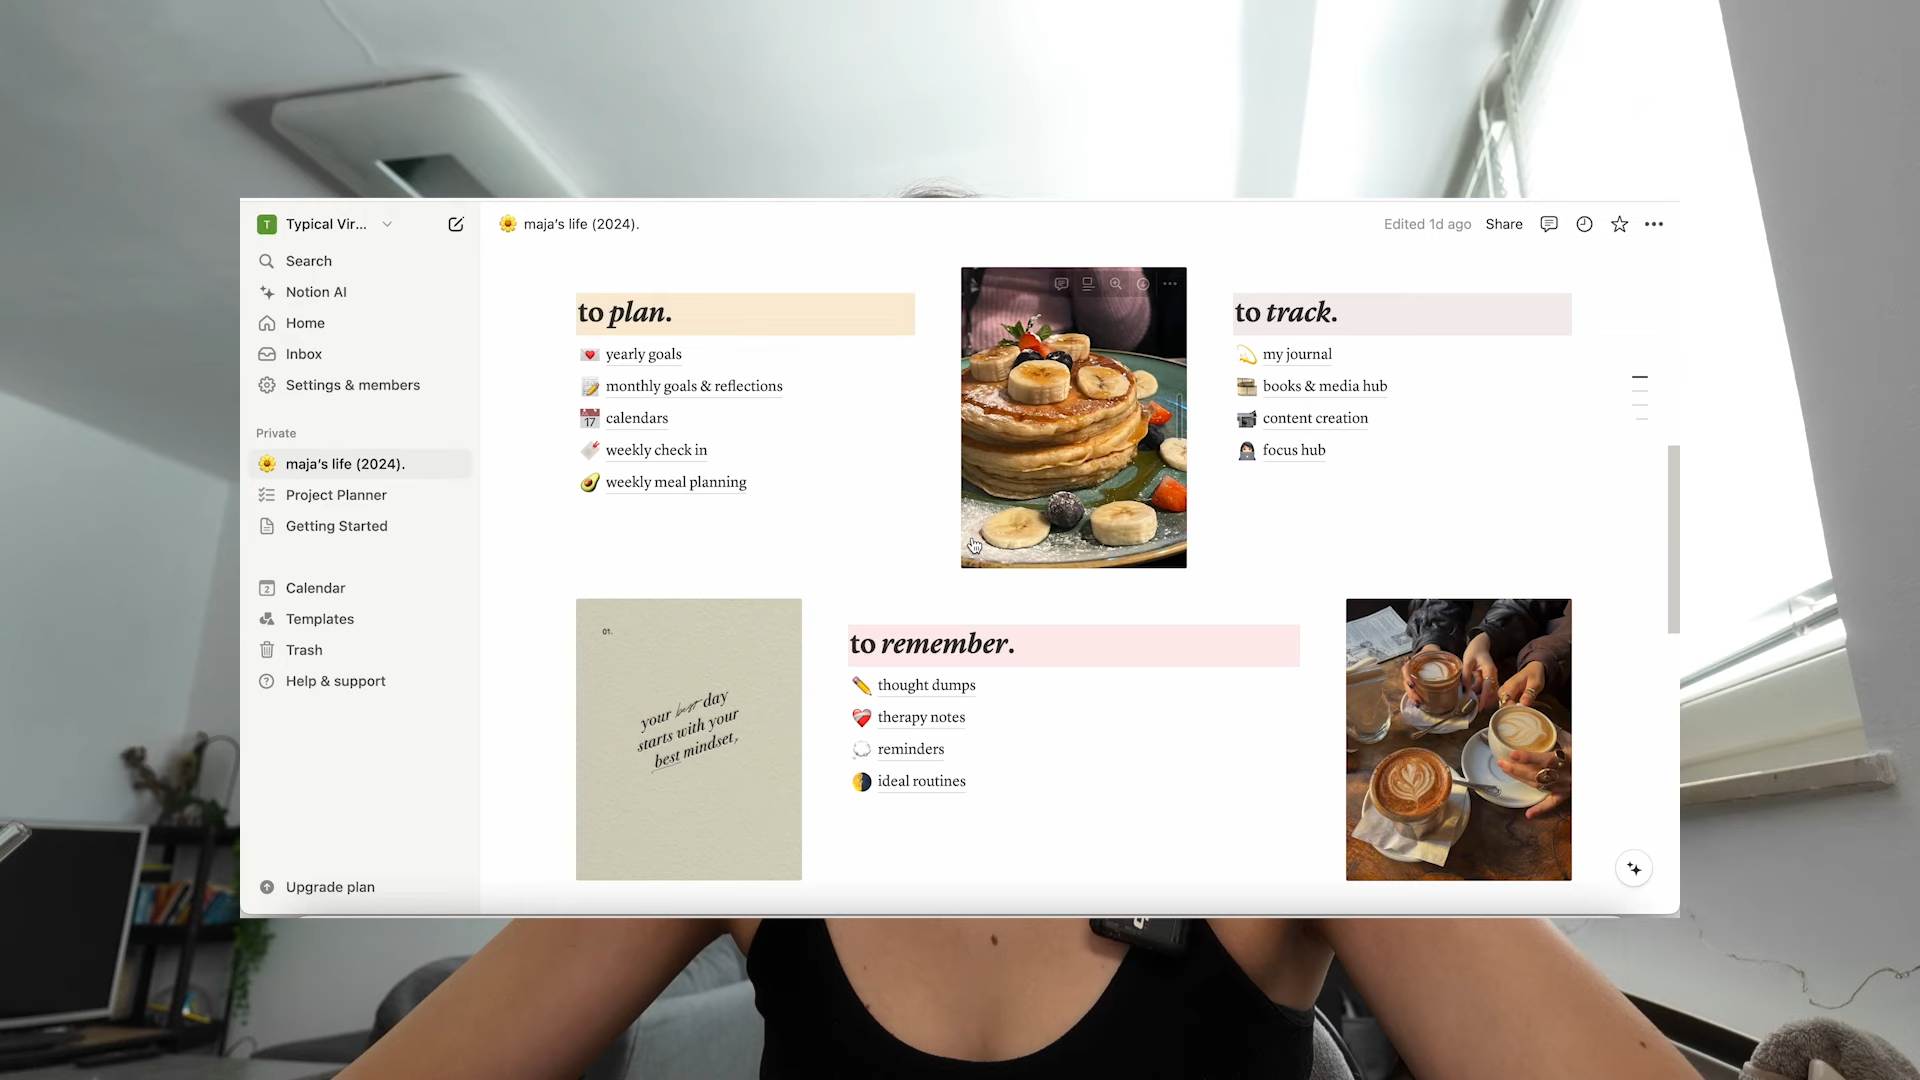 T Typical Vir...
Search
Notion AI
Home
Inbox
Settings & members
Private
maja's life (2024).
Project Planner
Getting Started
2 Calendar
Templates
Trash
Help & support
Upgrade plan
maja's life (2024).
Edited 1d ago Share
to plan.
yearly goals
monthly goals & reflections
17 calendars
weekly check in
weekly meal planning
to track.
my journal
books & media hub
content creation
focus hub
01.
your best day
starts with your
best mindset,
to remember.
thought dumps
therapy notes
reminders
ideal routines